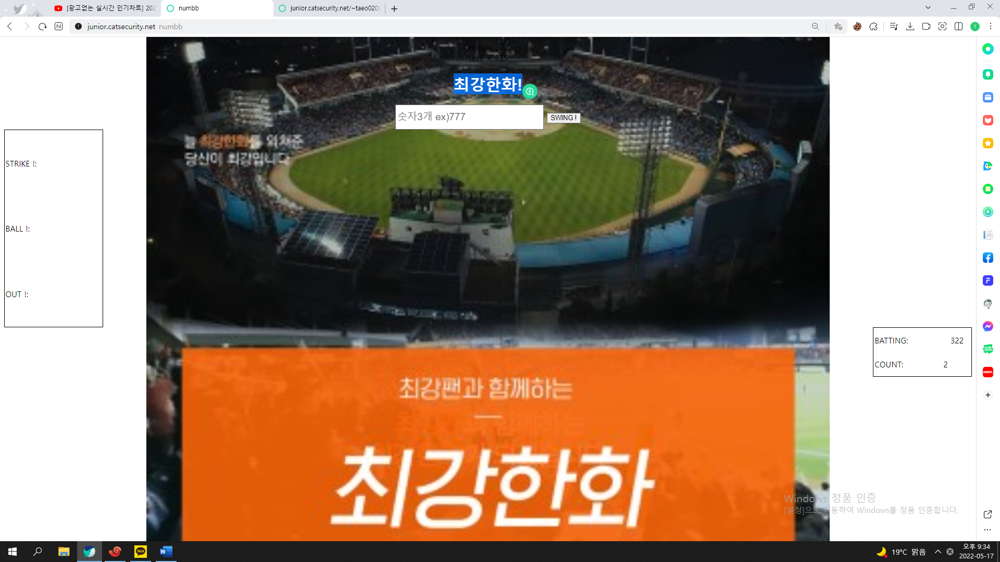 [광고없는 실시간 인기차트] 202
numbb
junior.catsecurity.net/~taeo0209
junior.catsecurity.net numbb
inum = 322
save = 325
최강한화!
숫자3개 ex)777
SWING !
늘 최강한화를 외쳐준
당신이 최강입니다
STRIKE !:
BALL !:
OUT !:
BATTING: 322
COUNT: 2
최강팬과 함께하는
최강한화
Windows 정품 인증
[설정]으로 이동하여 Windows를 정품 인증합니다.
19°C 맑음
오후 9:34
2022-05-17